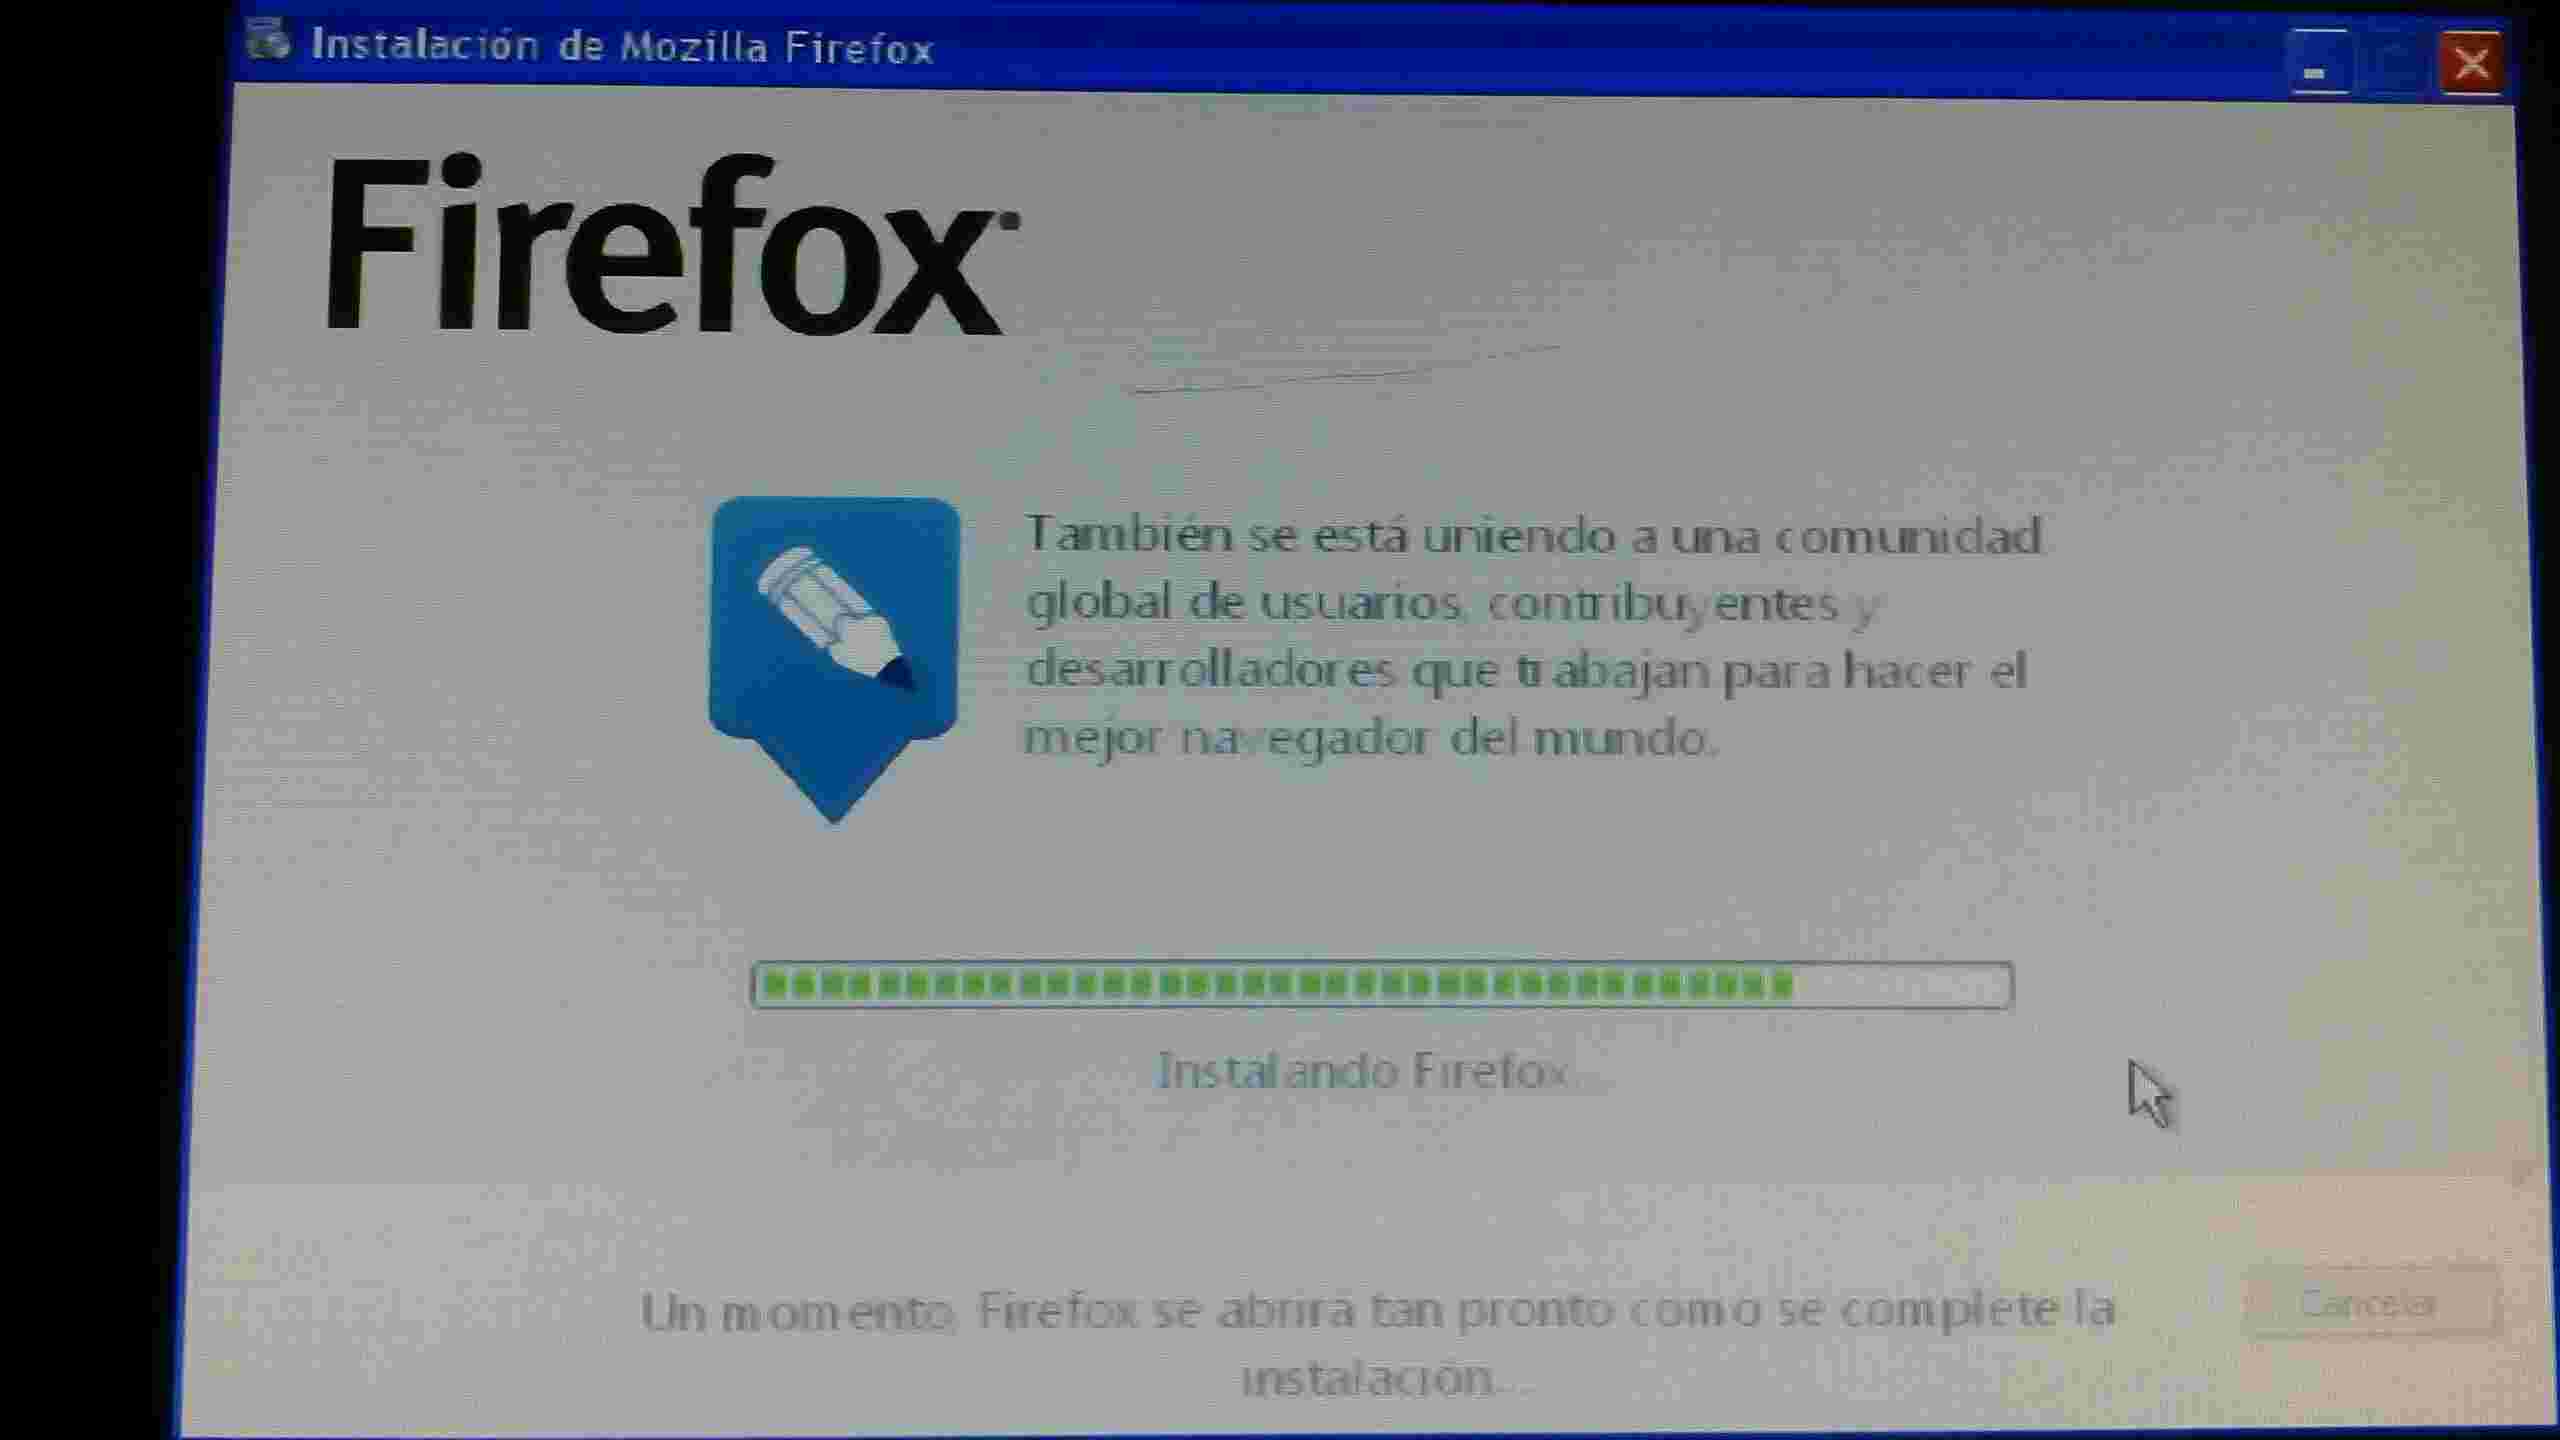 Instalación de Mozilla Firefox
Firefox
También se está uniendo a una comunidad
global de usuarios, contribuyentes y
desarrolladores que trabajan para hacer el
mejor navegador del mundo.
Instalando Firefox...
Un momento, Firefox se abrirá tan pronto como se complete la
instalación...
Cancelar